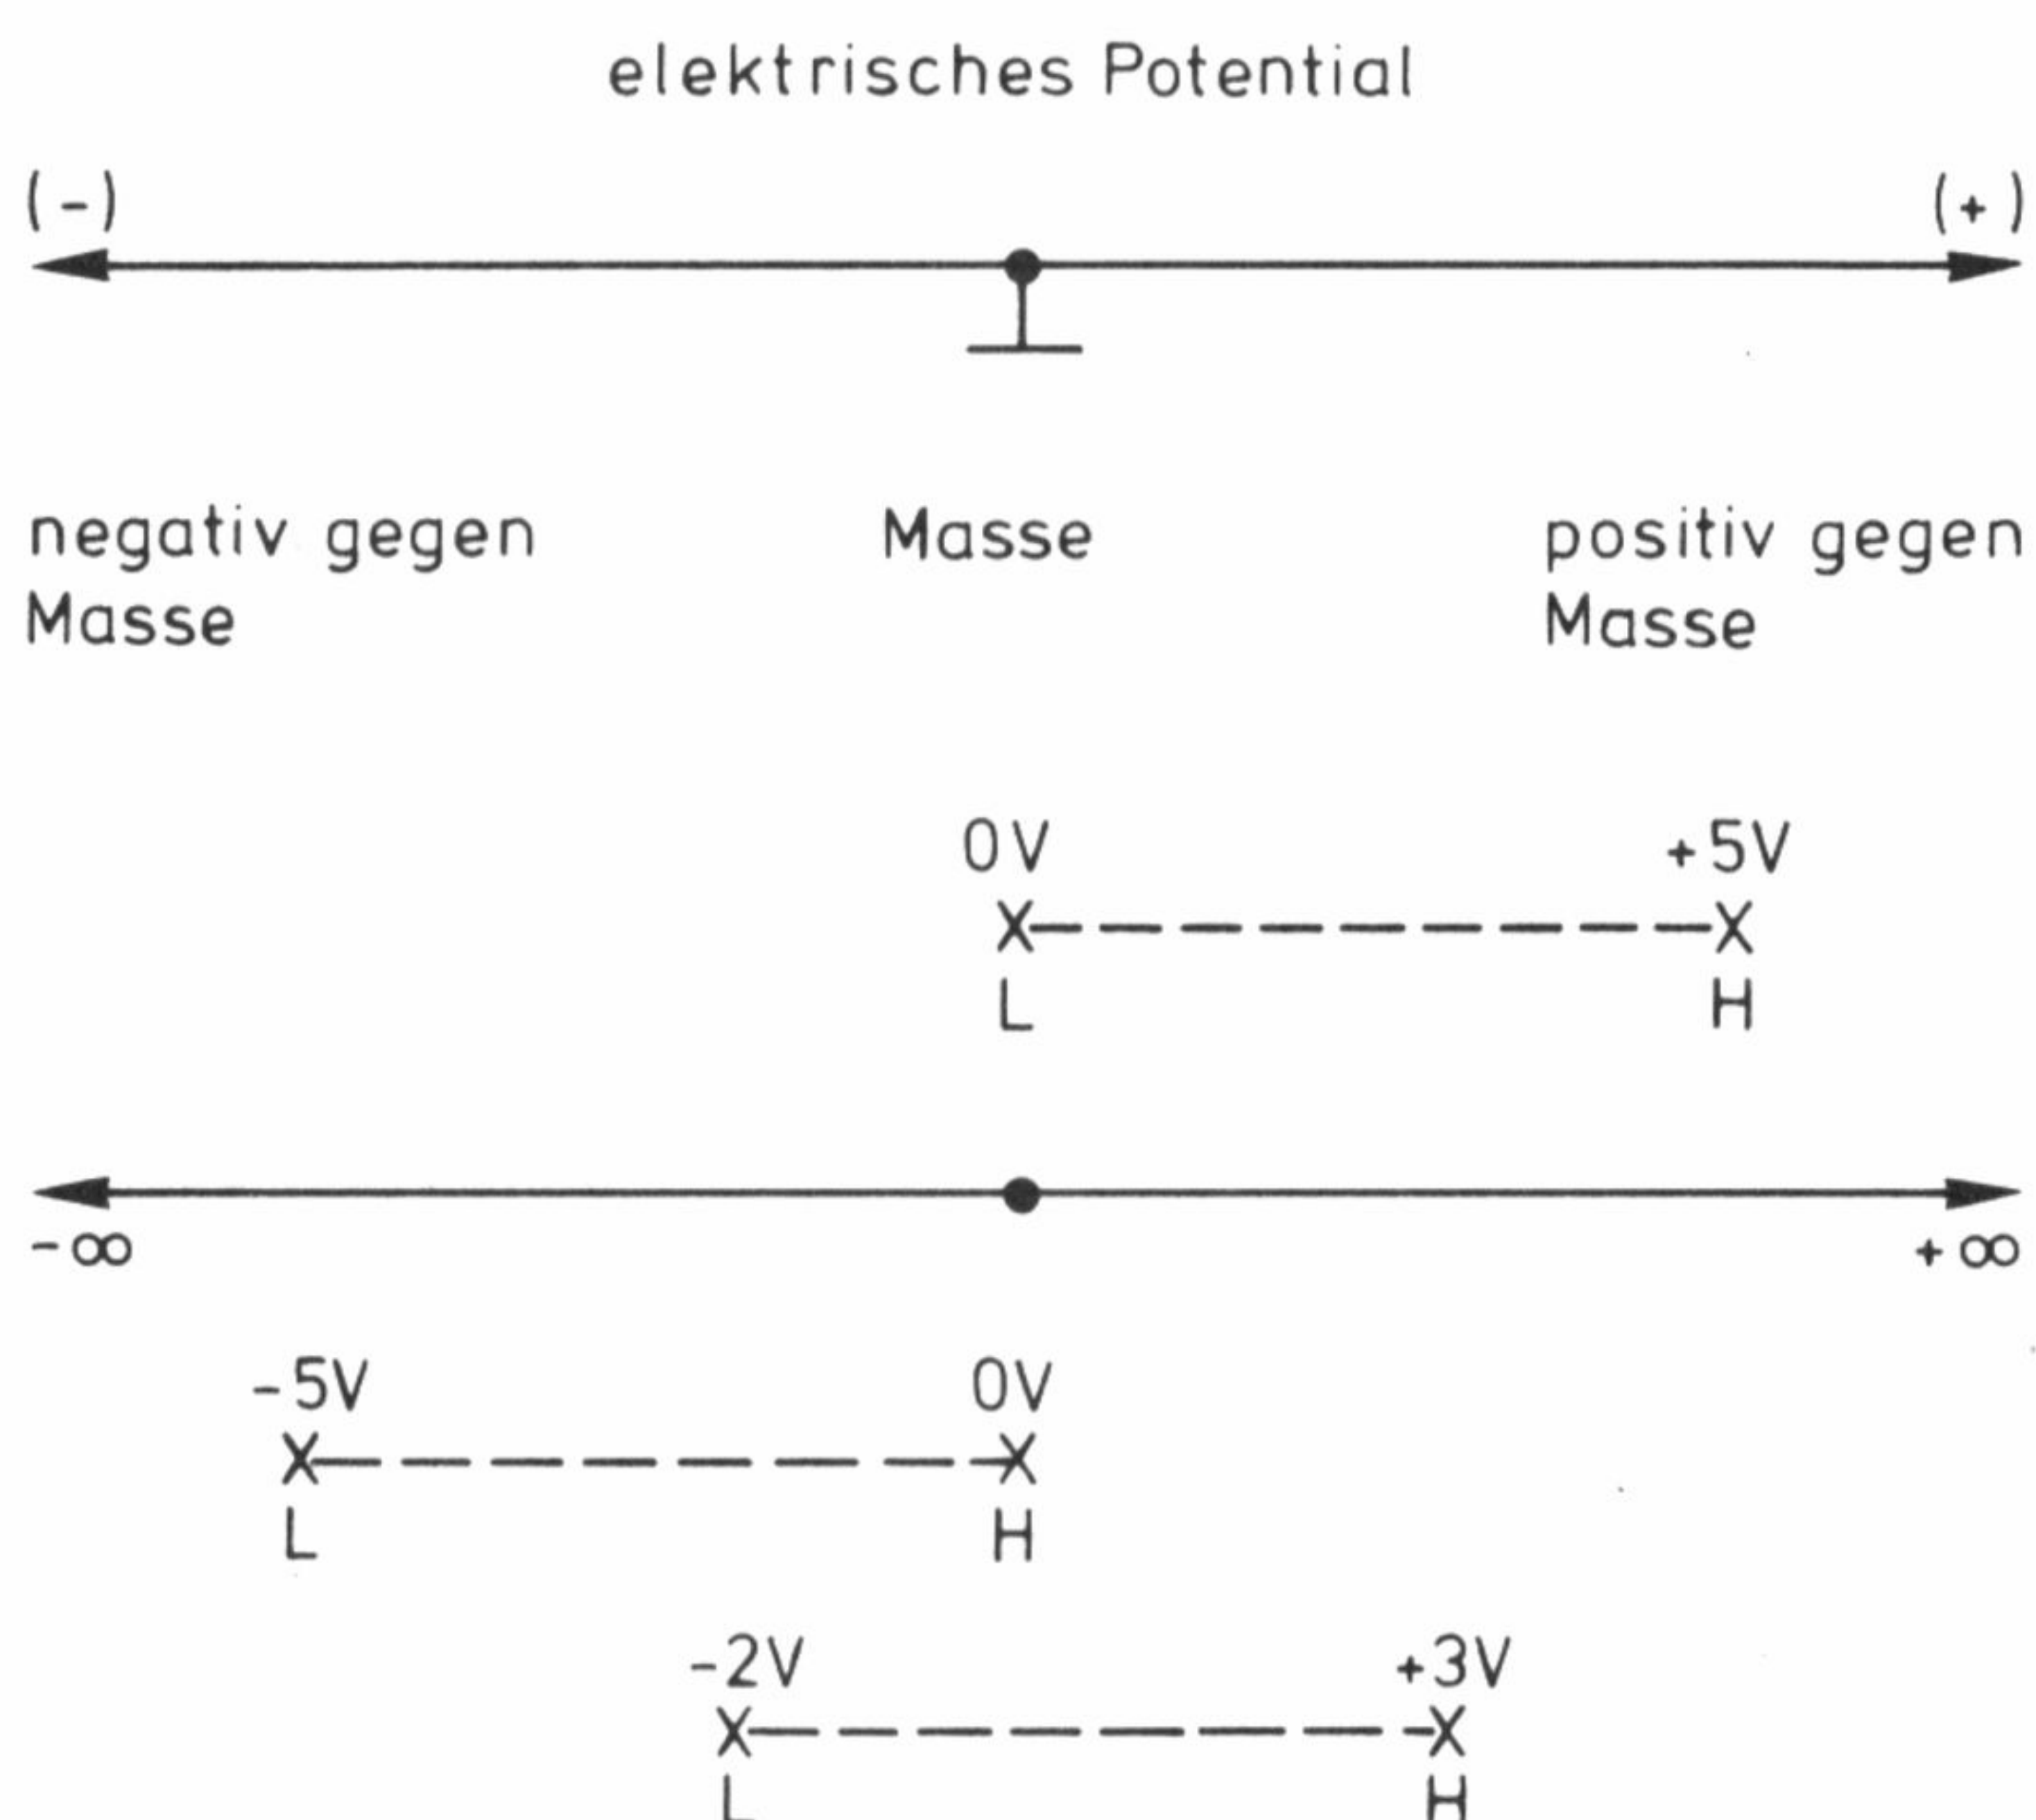 elektrisches Potential
(-) (+)
negativ gegen Masse positiv gegen
Masse Masse
0V +5V
X X
L H
-∞ +∞
-5V 0V
X X
L H
-2V +3V
X X
L H